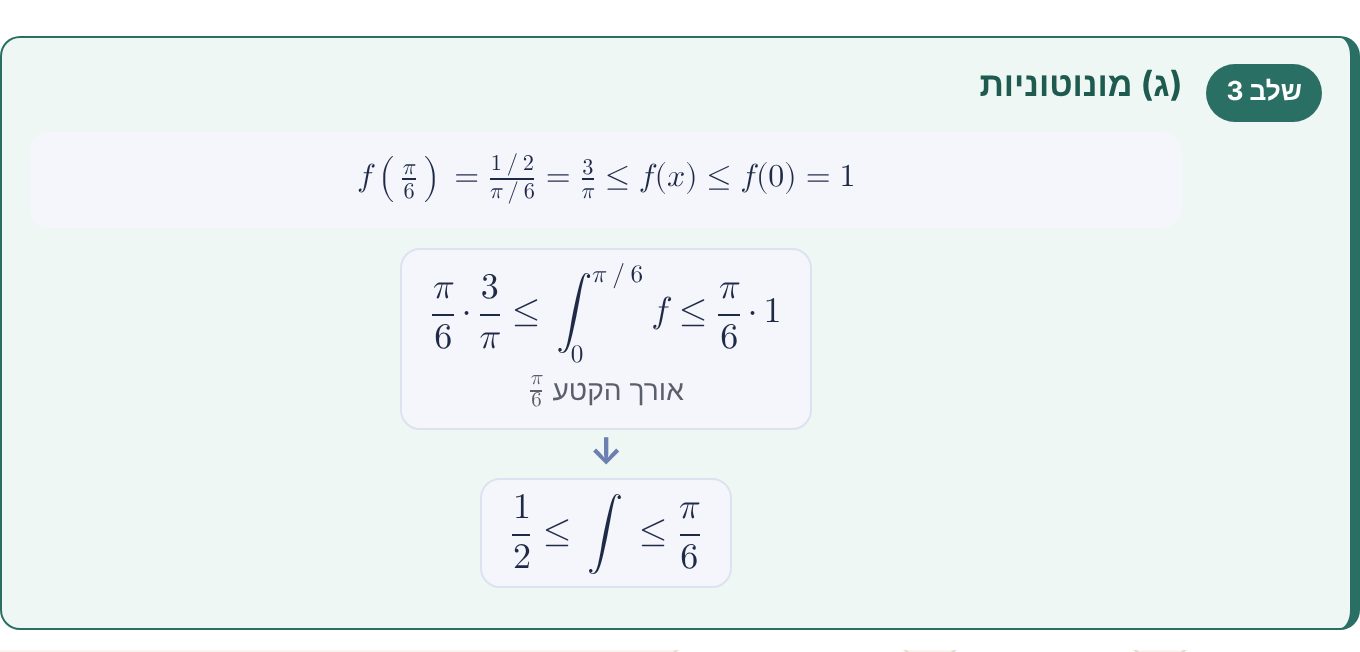 שלב 3
(ג) מונוטוניות
f(π/6) = (1/2)/(π/6) = 3/π ≤ f(x) ≤ f(0) = 1
π/6 · 3/π ≤ ∫₀^{π/6} f ≤ π/6 · 1
אורך הקטע π/6
↓
1/2 ≤ ∫ ≤ π/6